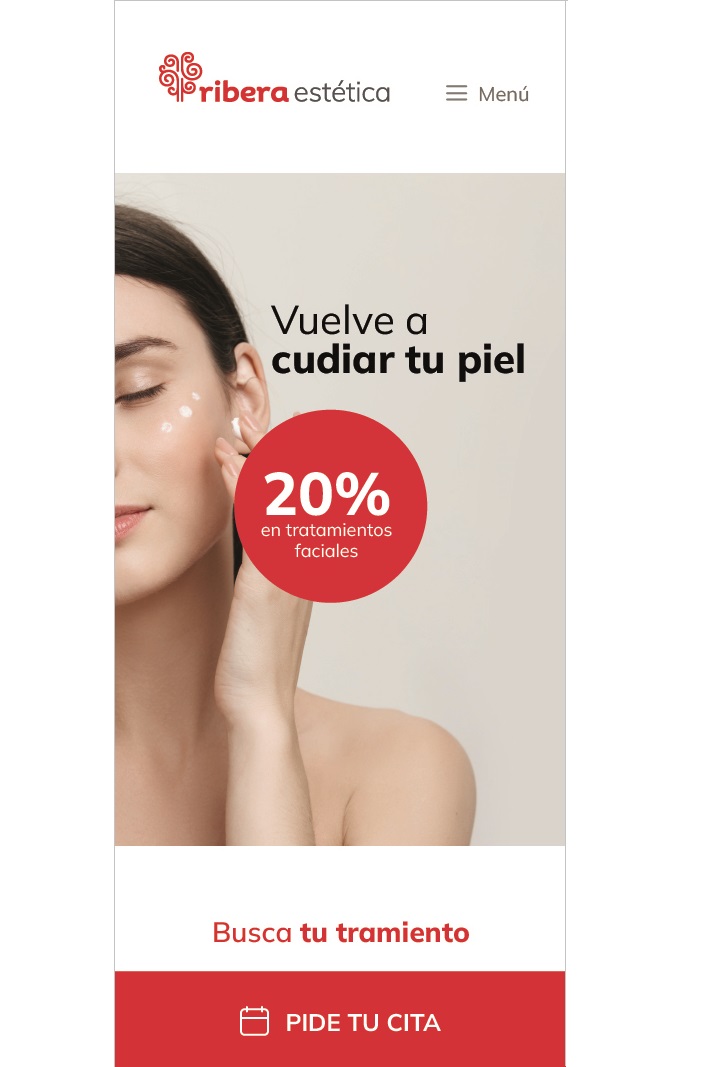 ribera estética
Menú
Vuelve a
cudiar tu piel
20%
en tratamientos
faciales
Busca tu tramiento
PIDE TU CITA